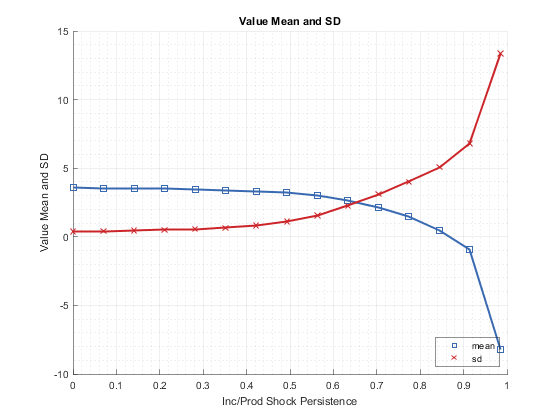 Value Mean and SD
15
10
5
0
-5
-10
Value Mean and SD
0 0.1 0.2 0.3 0.4 0.5 0.6 0.7 0.8 0.9 1
Inc/Prod Shock Persistence
mean
sd